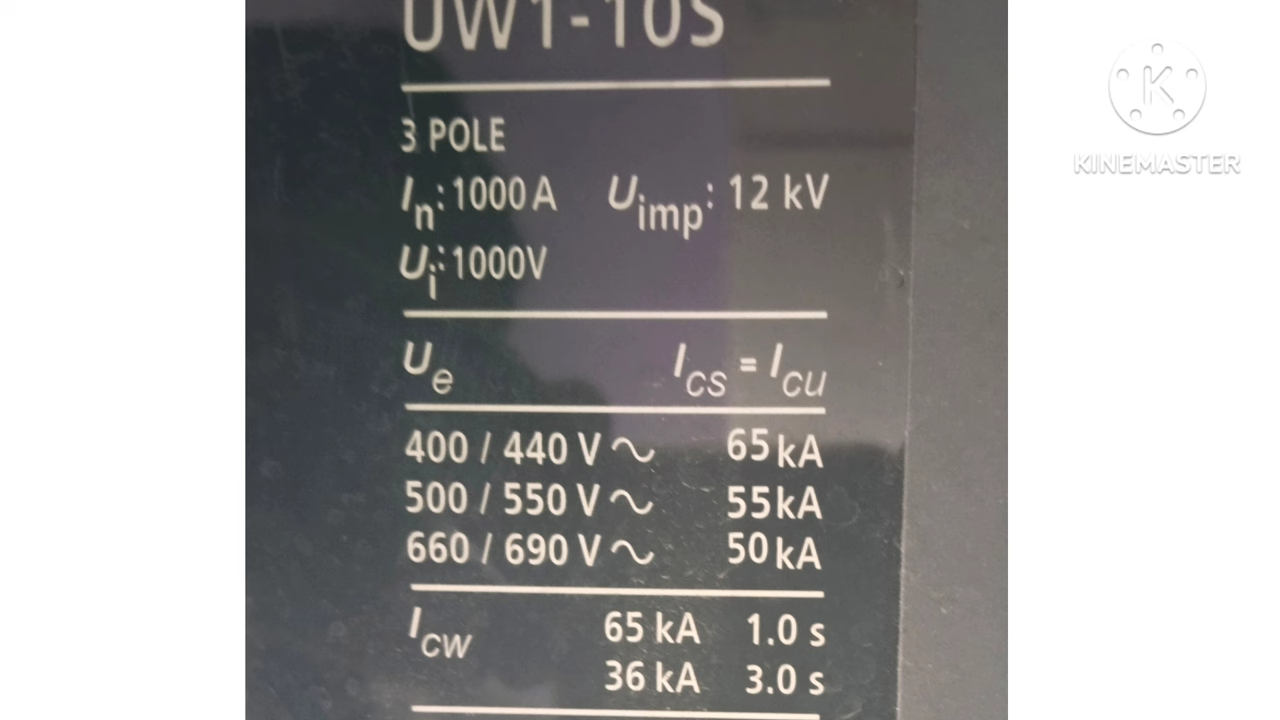 UW1-10S
3 POLE
In: 1000 A Uimp: 12 kV
Ui: 1000V
Ue Ics = Icu
400 / 440 V ~ 65 kA
500 / 550 V ~ 55 kA
660 / 690 V ~ 50 kA
Icw 65 kA 1.0 s
36 kA 3.0 s
K
KINEMASTER